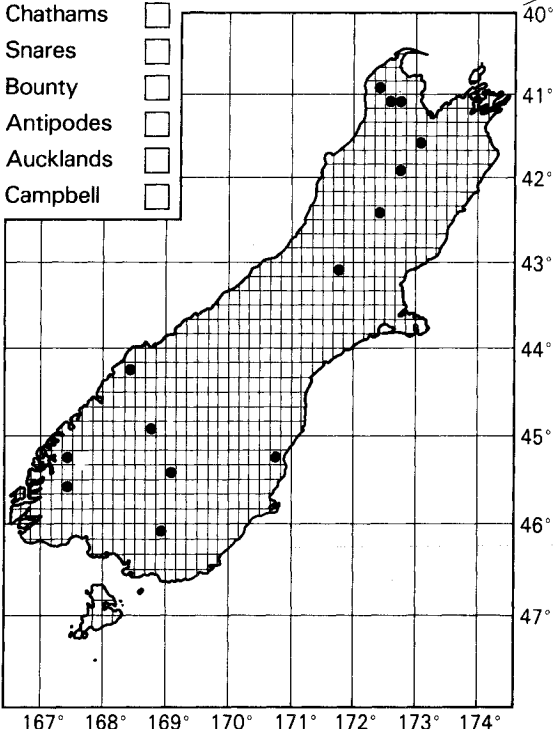 Chathams
Snares
Bounty
Antipodes
Aucklands
Campbell
40°
41°
42°
43°
44°
45°
46°
47°
167° 168° 169° 170° 171° 172° 173° 174°